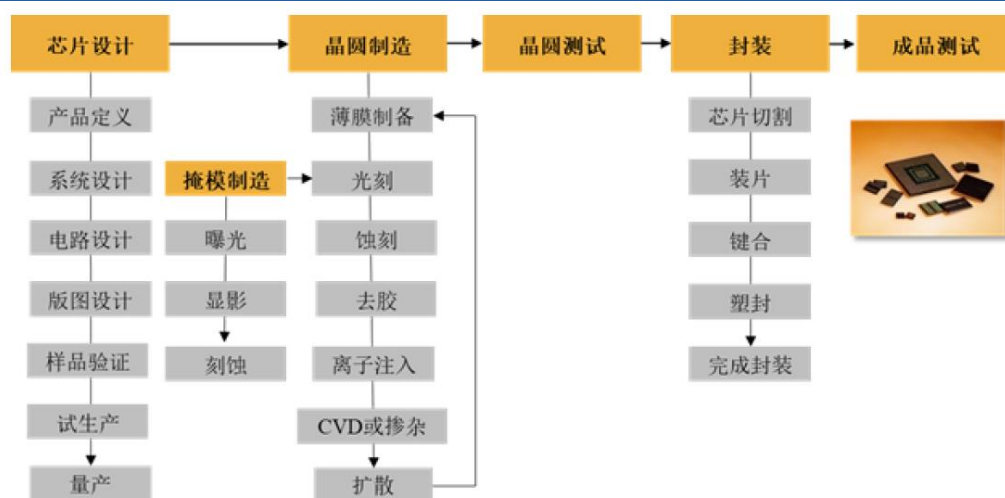 芯片设计
晶圆制造
晶圆测试
封装
成品测试
产品定义
系统设计
电路设计
版图设计
样品验证
试生产
量产
掩模制造
曝光
显影
刻蚀
薄膜制备
光刻
蚀刻
去胶
离子注入
CVD或掺杂
扩散
芯片切割
装片
键合
塑封
完成封装